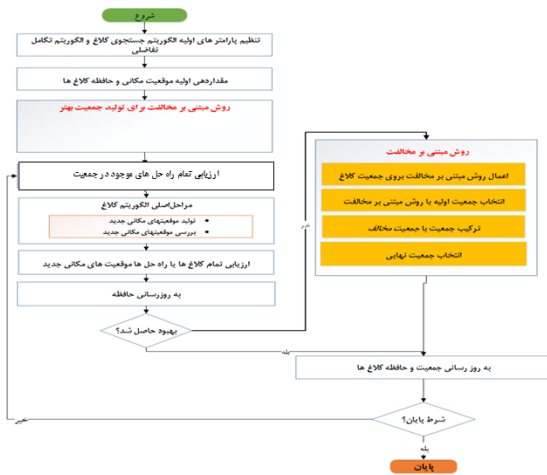 شروع
تنظیم پارامتر های اولیه الگوریتم جستجوی کلاغ و الگوریتم تکامل
تفاضلی
مقداردهی اولیه موقعیت مکانی و حافظه کلاغ ها
روش مبتنی بر مخالفت برای تولید جمعیت بهتر
ارزیابی تمام راه حل های موجود در جمعیت
مراحل اصلی الگوریتم کلاغ
• تولید موقعیتهای مکانی جدید
• بررسی موقعیتهای مکانی جدید
ارزیابی تمام کلاغ ها یا راه حل ها موقعیت های مکانی جدید
به روزرسانی حافظه
بهبود حاصل شد؟
خیر
بله
روش مبتنی بر مخالفت
اعمال روش مبتنی بر مخالفت بروی جمعیت کلاغ
انتخاب جمعیت اولیه با روش مبتنی بر مخالفت
ترکیب جمعیت با جمعیت مخالف
انتخاب جمعیت نهایی
به روز رسانی جمعیت و حافظه کلاغ ها
شرط پایان؟
خیر
بله
پایان